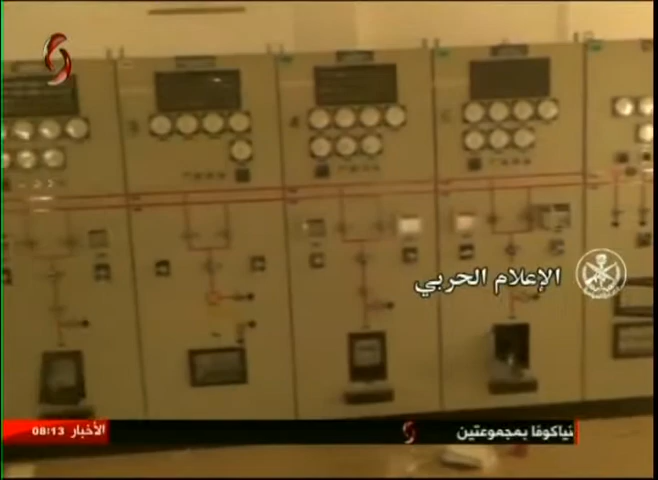 الإعلام الحربي
نياكوفا بمجموعتين
الأخبار 08:13